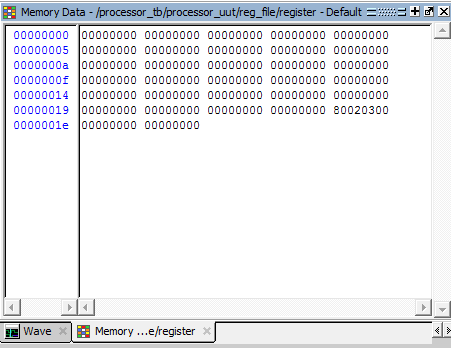 Memory Data - /processor_tb/processor_uut/reg_file/register - Default
00000000 00000000 00000000 00000000 00000000 00000000
00000005 00000000 00000000 00000000 00000000 00000000
0000000a 00000000 00000000 00000000 00000000 00000000
0000000f 00000000 00000000 00000000 00000000 00000000
00000014 00000000 00000000 00000000 00000000 00000000
00000019 00000000 00000000 00000000 00000000 80020300
0000001e 00000000 00000000
Wave Memory ...e/register